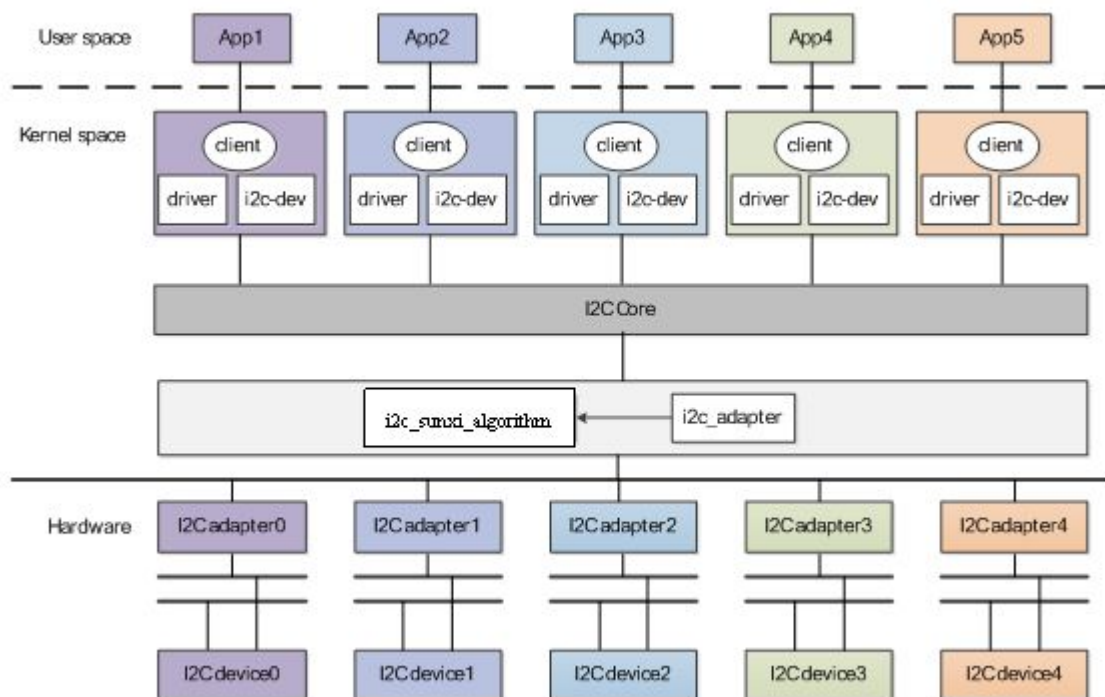 User space App1 App2 App3 App4 App5
Kernel space
client client client client client
driver i2c-dev driver i2c-dev driver i2c-dev driver i2c-dev driver i2c-dev
I2CCore
i2c_sunxi_algorithm i2c_adapter
Hardware I2Cadapter0 I2Cadapter1 I2Cadapter2 I2Cadapter3 I2Cadapter4
I2Cdevice0 I2Cdevice1 I2Cdevice2 I2Cdevice3 I2Cdevice4